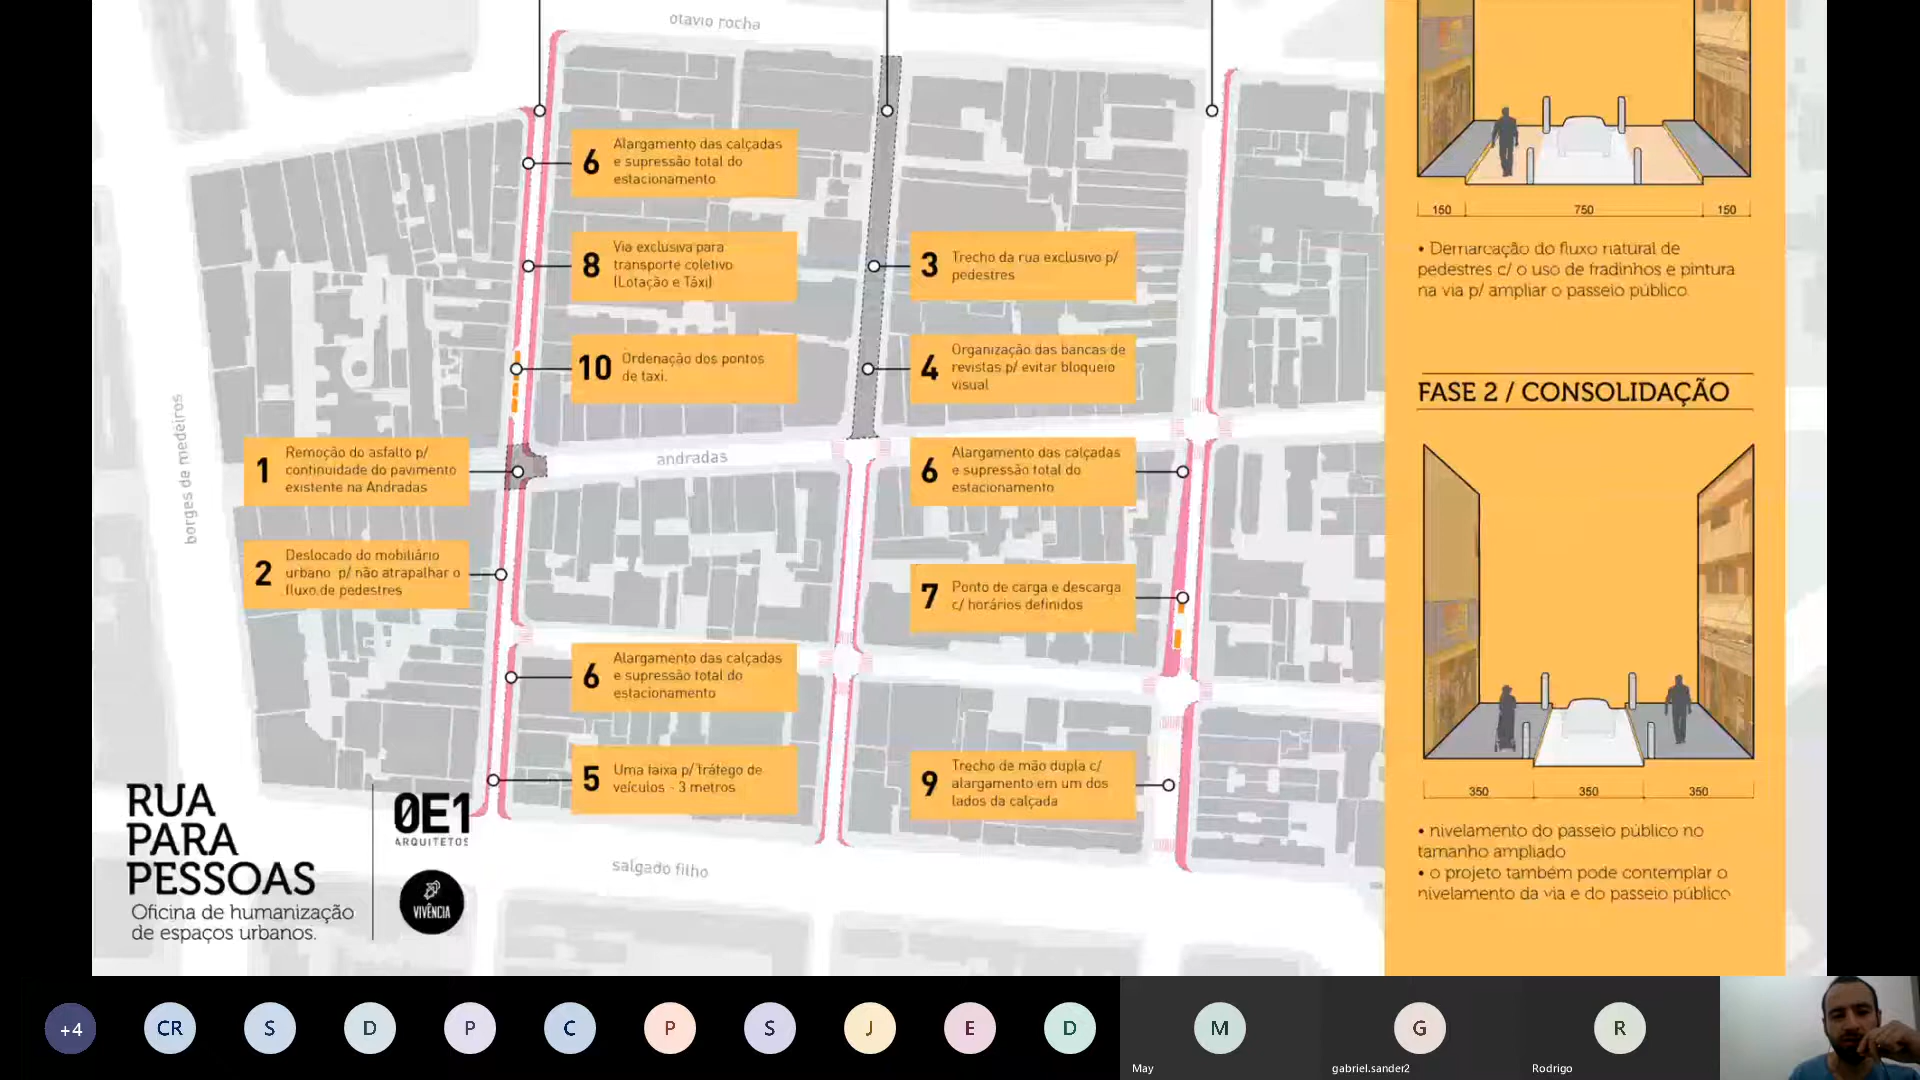 otavio rocha
6
Alargamento das calçadas
e supressão total do
estacionamento
8
Via exclusiva para
transporte coletivo
(Lotação e Táxi)
10
Ordenação dos pontos
de taxi.
3
Trecho da rua exclusivo p/
pedestres
4
Organização das bancas de
revistas p/ evitar bloqueio
visual
borges de medeiros
andradas
1
Remoção do asfalto p/
continuidade do pavimento
existente na Andradas
2
Deslocado do mobiliário
urbano p/ não atrapalhar o
fluxo de pedestres
6
Alargamento das calçadas
e supressão total do
estacionamento
7
Ponto de carga e descarga
c/ horários definidos
6
Alargamento das calçadas
e supressão total do
estacionamento
5
Uma faixa p/ tráfego de
veículos - 3 metros
9
Trecho de mão dupla c/
alargamento em um dos
lados da calçada
salgado filho
RUA
PARA
PESSOAS
Oficina de humanização
de espaços urbanos.
0E1
ARQUITETOS
VIVÊNCIA
150 750 150
• Demarcação do fluxo natural de
pedestres c/ o uso de fradinhos e pintura
na via p/ ampliar o passeio público
FASE 2 / CONSOLIDAÇÃO
350 350 350
• nivelamento do passeio público no
tamanho ampliado
• o projeto também pode contemplar o
nivelamento da via e do passeio público
+4 CR S D P C P S J E D M G R
May gabriel.sander2 Rodrigo